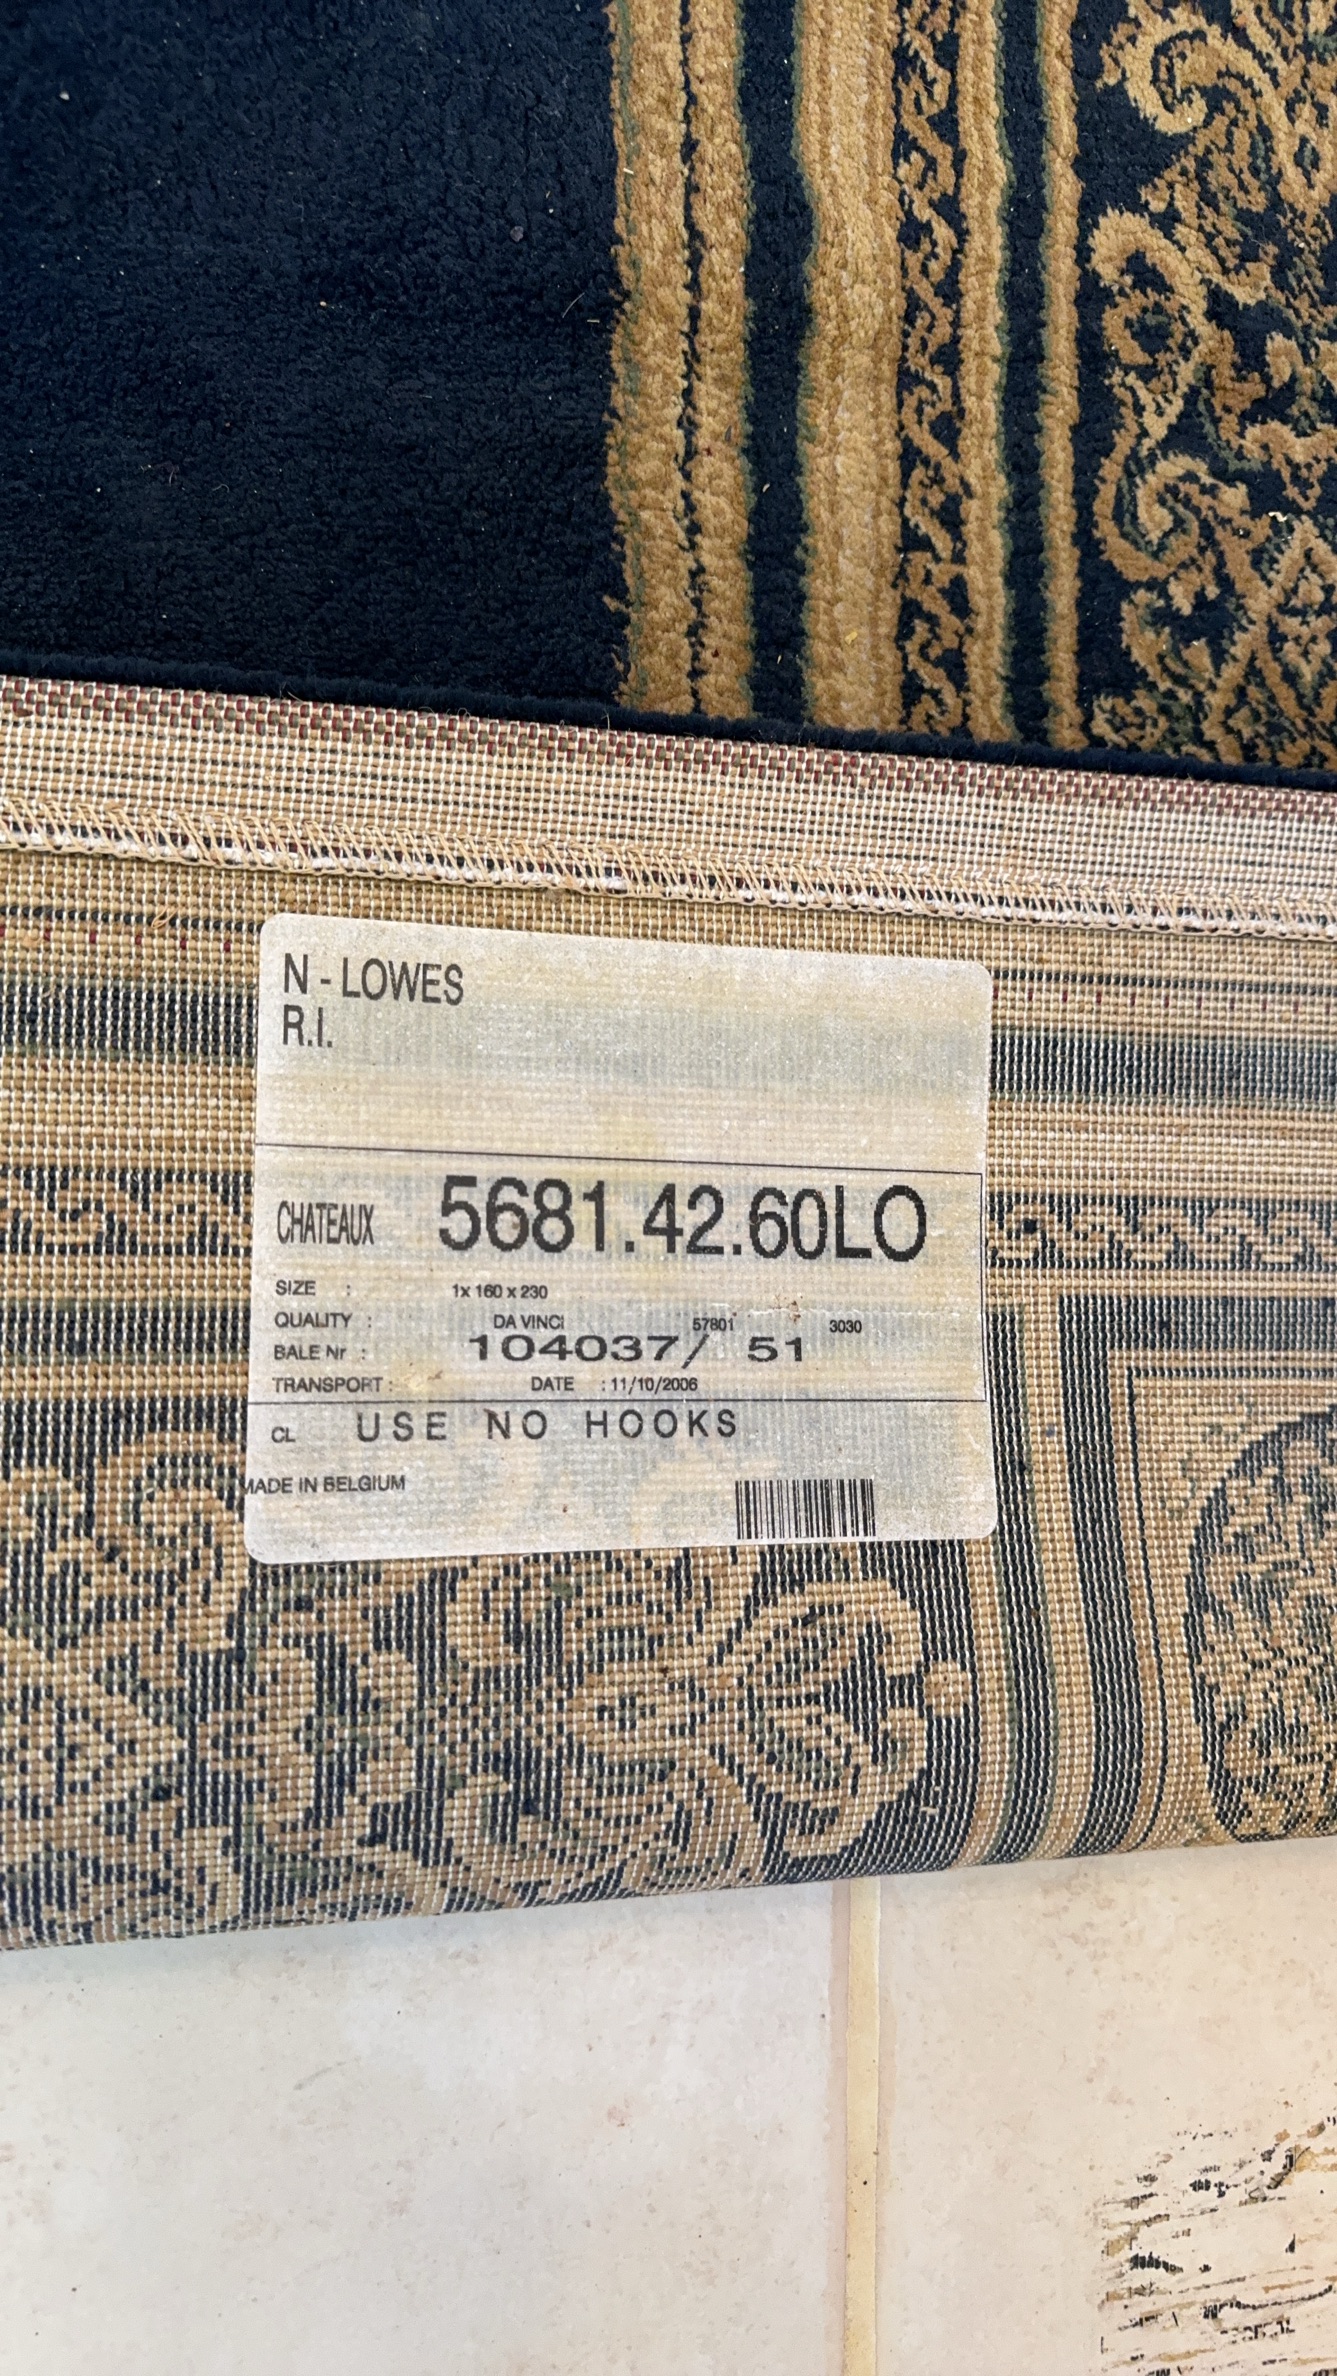 N - LOWES
R.I.
CHATEAUX 5681.42.60LO
SIZE : 1x 160 x 230
QUALITY : DA VINCI 57801 3030
BALE Nr : 104037/ 51
TRANSPORT : DATE : 11/10/2006
CL USE NO HOOKS
MADE IN BELGIUM